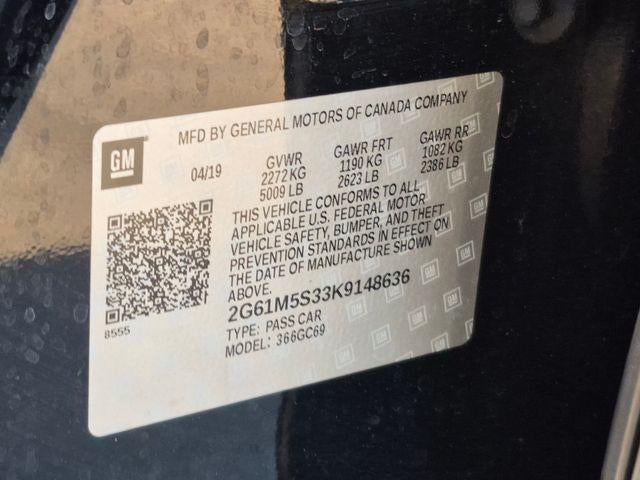 MFD BY GENERAL MOTORS OF CANADA COMPANY
GM
04/19
GVWR
2272 KG
5009 LB
GAWR FRT
1190 KG
2623 LB
GAWR RR
1082 KG
2386 LB
THIS VEHICLE CONFORMS TO ALL
APPLICABLE U.S. FEDERAL MOTOR
VEHICLE SAFETY, BUMPER, AND THEFT
PREVENTION STANDARDS IN EFFECT ON
THE DATE OF MANUFACTURE SHOWN
ABOVE.
2G61M5S33K9148636
TYPE: PASS CAR
MODEL: 366GC69
8555